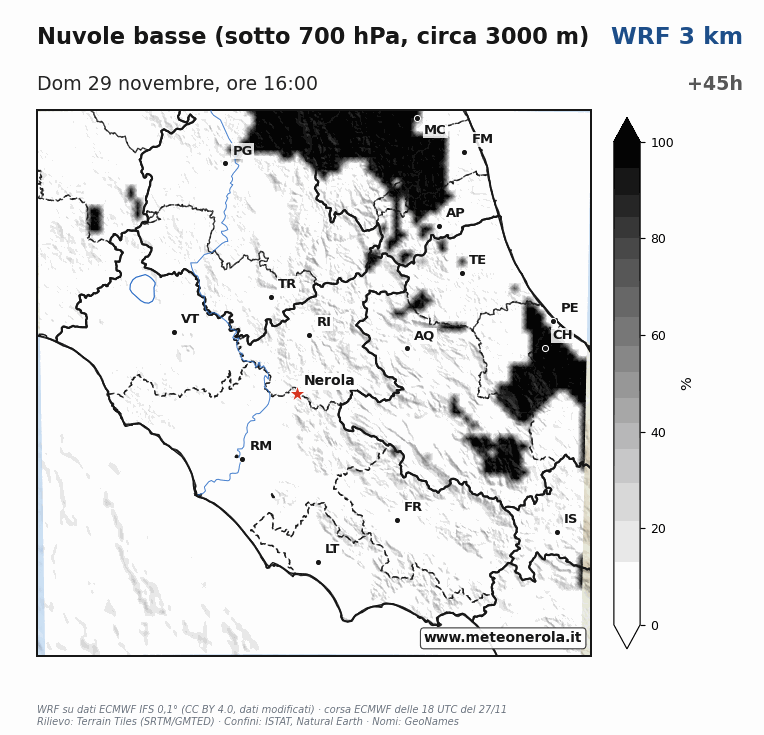 Nuvole basse (sotto 700 hPa, circa 3000 m) WRF 3 km
Dom 29 novembre, ore 16:00 +45h
MC
FM
PG
AP
TE
TR
PE
VT
RI
AQ
CH
Nerola
RM
FR
IS
LT
www.meteonerola.it
100
80
60
40
20
0
%
WRF su dati ECMWF IFS 0,1° (CC BY 4.0, dati modificati) · corsa ECMWF delle 18 UTC del 27/11
Rilievo: Terrain Tiles (SRTM/GMTED) · Confini: ISTAT, Natural Earth · Nomi: GeoNames